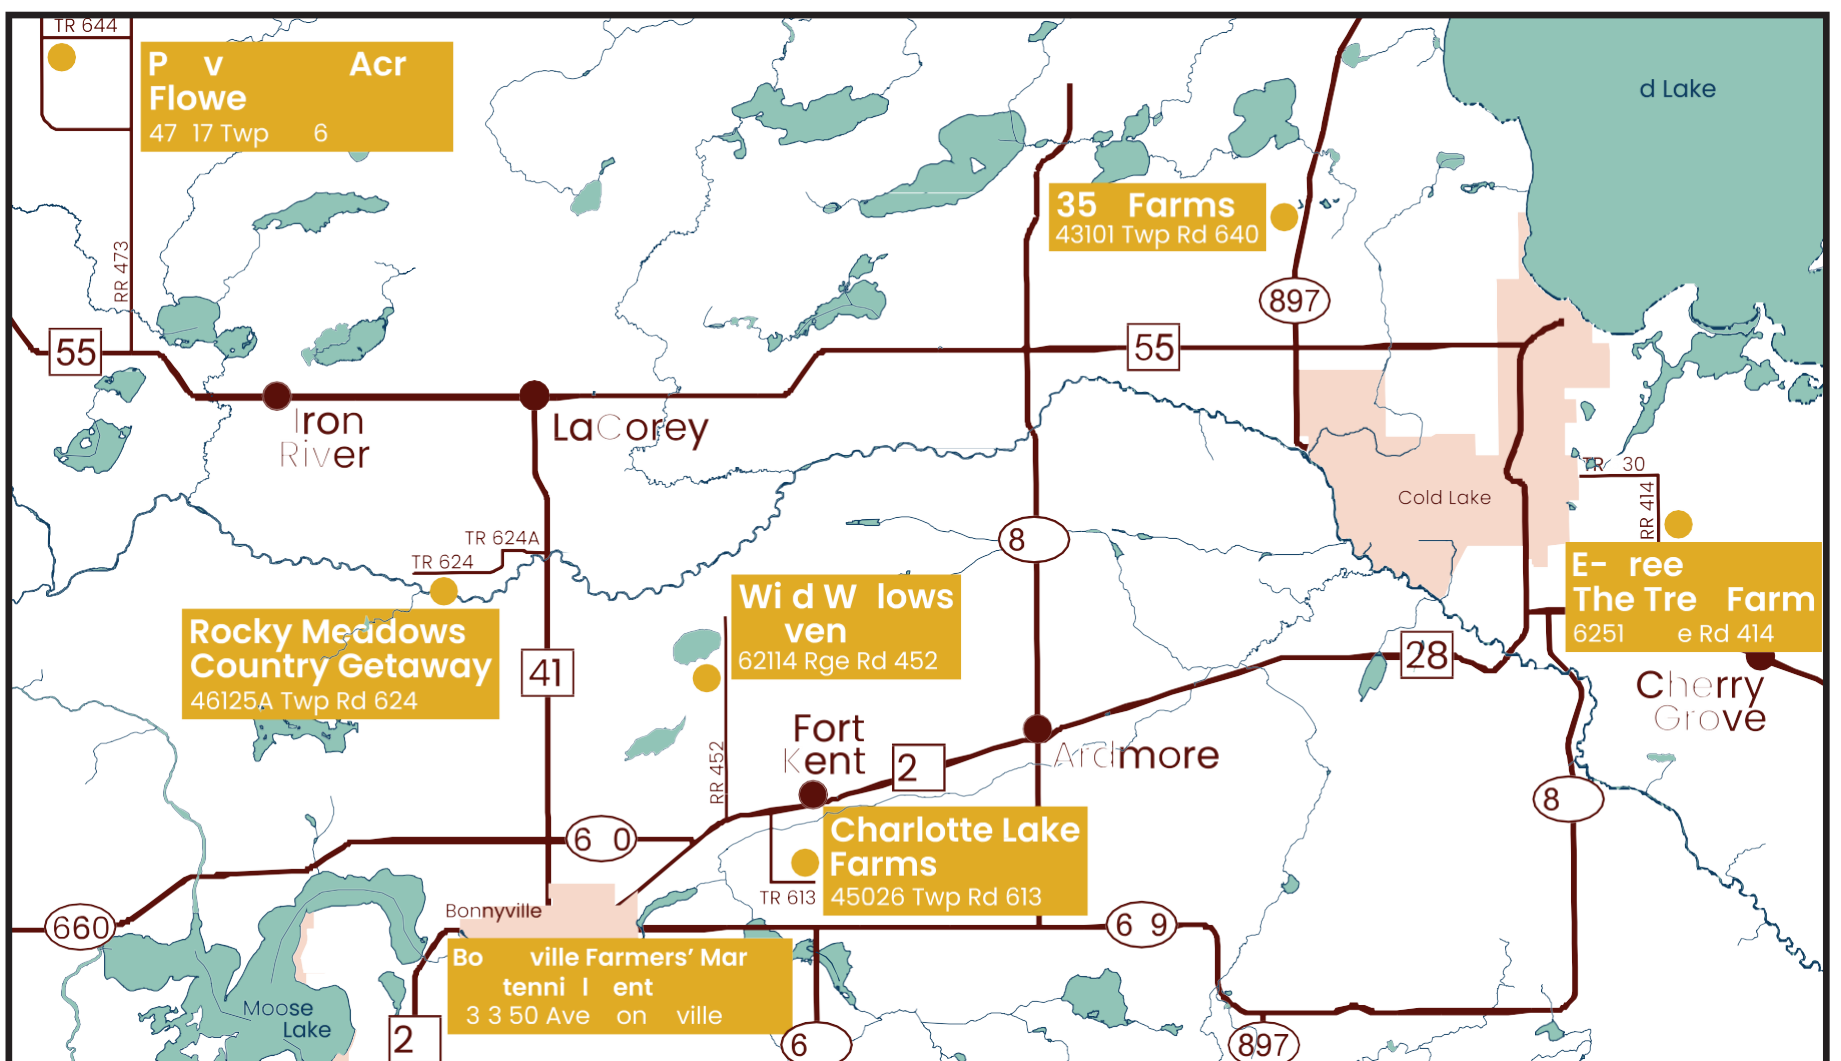 TR 644
P v Acr
Flowe
47 17 Twp 6
d Lake
35 Farms
43101 Twp Rd 640
RR 473
897
55
55
Iron
River
LaCorey
TR 30
RR 414
Cold Lake
8
TR 624A
TR 624
E- ree
The Tre Farm
6251 e Rd 414
Wi d W lows
ven
62114 Rge Rd 452
Rocky Meadows
Country Getaway
46125A Twp Rd 624
41
28
Cherry
Grove
Fort
Kent
2
Ardmore
RR 452
8
6 0
Charlotte Lake
Farms
45026 Twp Rd 613
TR 613
Bonnyville
660
6 9
Bo ville Farmers’ Mar
tenni l ent
3 3 50 Ave on ville
Moose
Lake
2
6
897